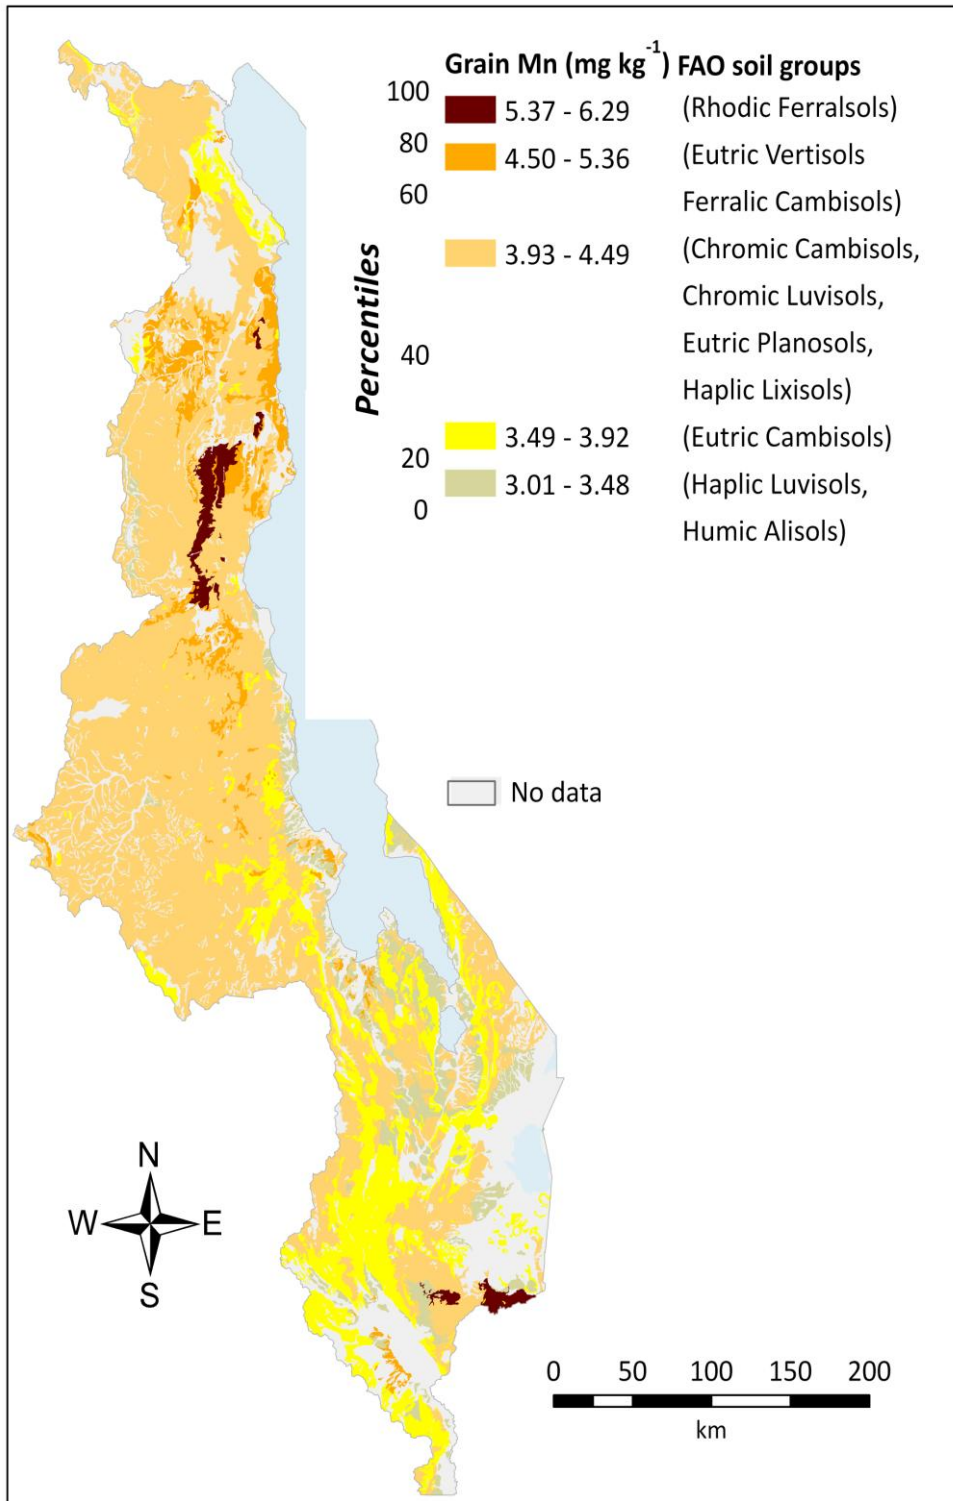 Grain Mn (mg kg⁻¹) FAO soil groups
100
5.37 - 6.29 (Rhodic Ferralsols)
80
4.50 - 5.36 (Eutric Vertisols
60
Ferralic Cambisols)
3.93 - 4.49 (Chromic Cambisols,
Chromic Luvisols,
Percentiles
40
Eutric Planosols,
Haplic Lixisols)
3.49 - 3.92 (Eutric Cambisols)
20
3.01 - 3.48 (Haplic Luvisols,
0
Humic Alisols)
No data
N
W E
S
0 50 100 150 200
km